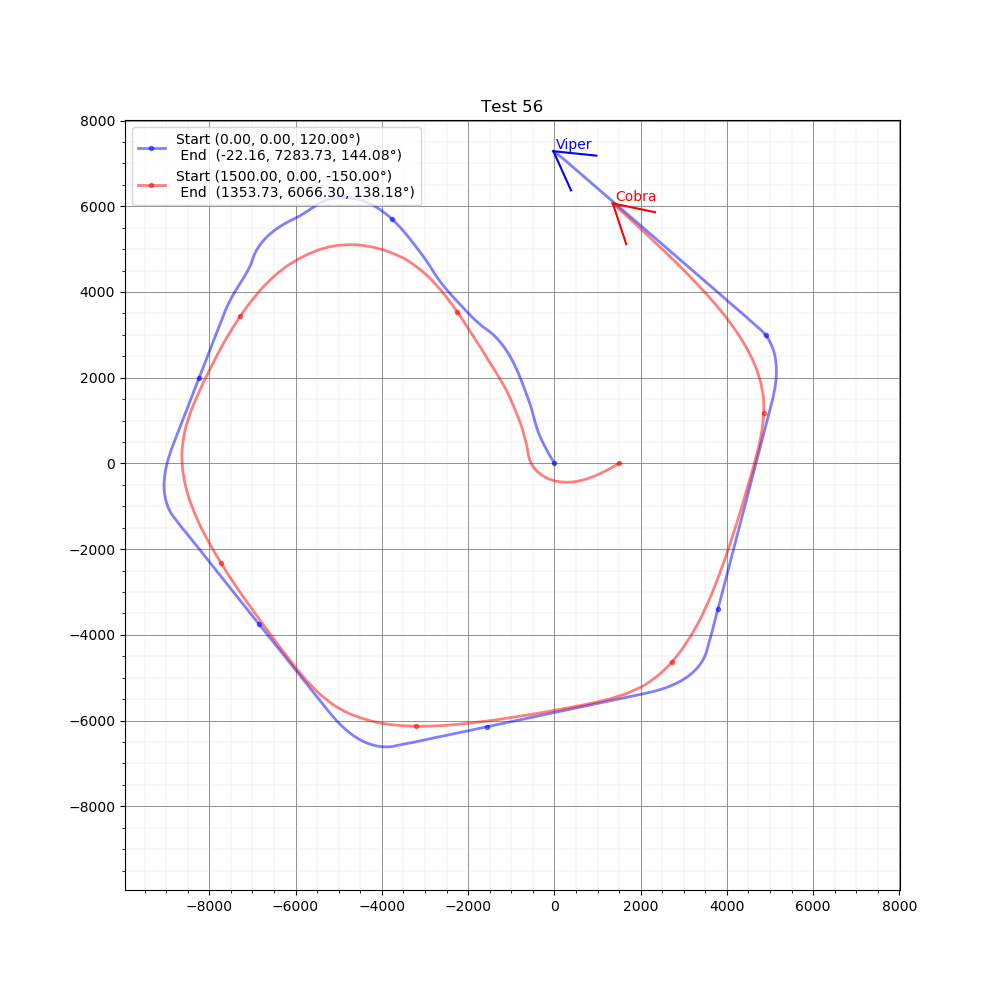 Test 56
Start (0.00, 0.00, 120.00°)
End  (-22.16, 7283.73, 144.08°)
Start (1500.00, 0.00, -150.00°)
End  (1353.73, 6066.30, 138.18°)
Viper
Cobra
8000
6000
4000
2000
0
−2000
−4000
−6000
−8000
−8000 −6000 −4000 −2000 0 2000 4000 6000 8000